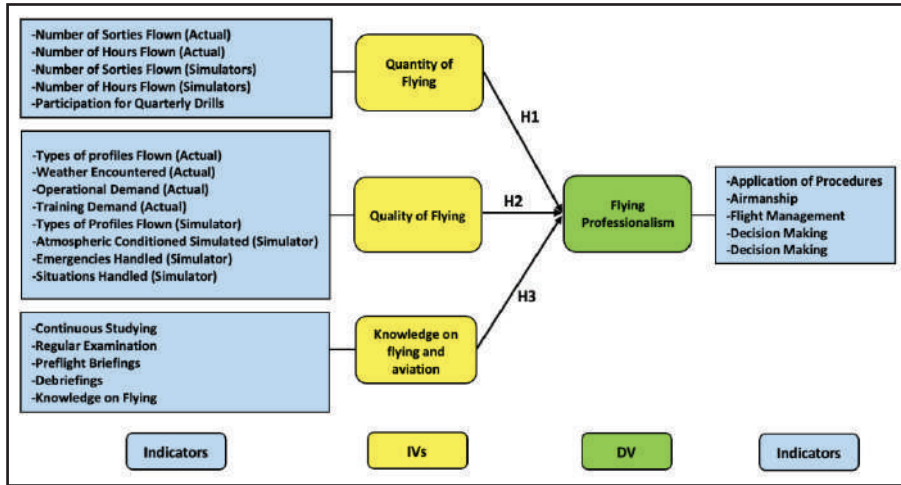 -Number of Sorties Flown (Actual)
-Number of Hours Flown (Actual)
-Number of Sorties Flown (Simulators)
-Number of Hours Flown (Simulators)
-Participation for Quarterly Drills
Quantity of
Flying
H1
-Types of profiles Flown (Actual)
-Weather Encountered (Actual)
-Operational Demand (Actual)
-Training Demand (Actual)
-Types of Profiles Flown (Simulator)
-Atmospheric Conditioned Simulated (Simulator)
-Emergencies Handled (Simulator)
-Situations Handled (Simulator)
Quality of Flying
H2
Flying
Professionalism
-Application of Procedures
-Airmanship
-Flight Management
-Decision Making
-Decision Making
H3
-Continuous Studying
-Regular Examination
-Preflight Briefings
-Debriefings
-Knowledge on Flying
Knowledge on
flying and
aviation
Indicators
IVs
DV
Indicators